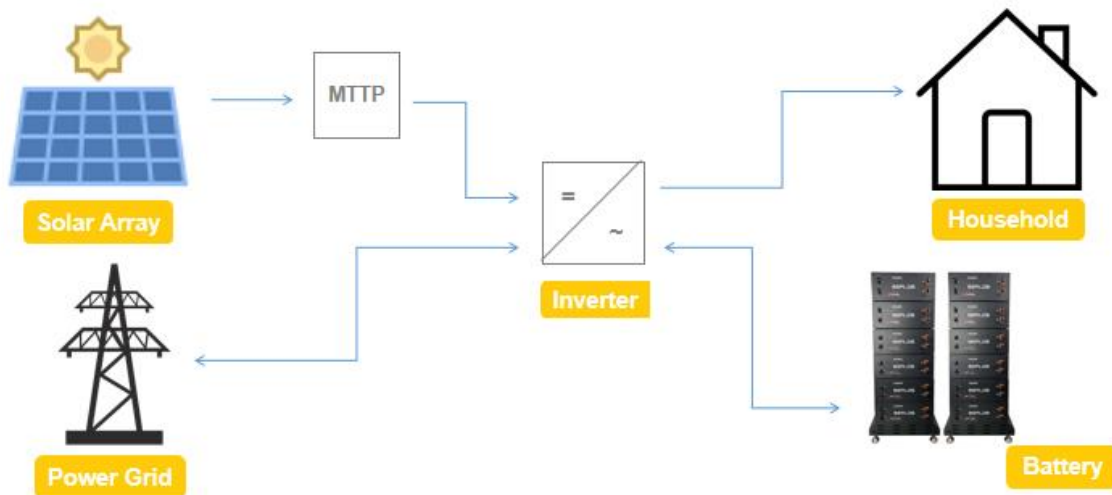 MTTP
=
~
Solar Array
Household
Inverter
Power Grid
Battery